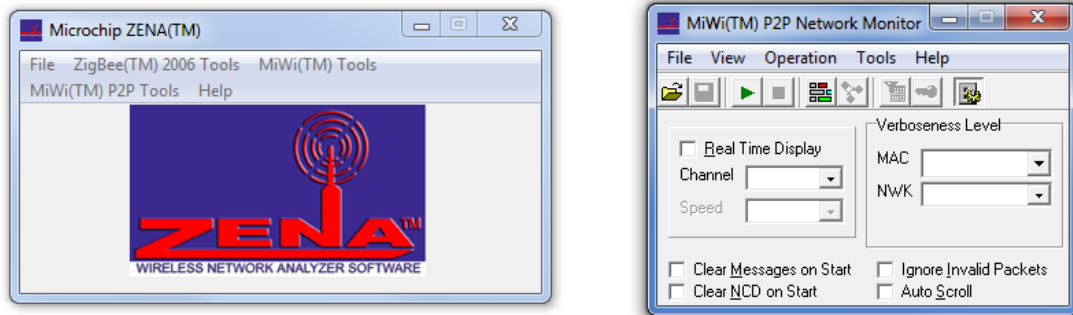 Microchip ZENA(TM)
File ZigBee(TM) 2006 Tools MiWi(TM) Tools
MiWi(TM) P2P Tools Help
ZENA™
WIRELESS NETWORK ANALYZER SOFTWARE
MiWi(TM) P2P Network Monitor
File View Operation Tools Help
Real Time Display
Channel
Speed
Verboseness Level
MAC
NWK
Clear Messages on Start
Ignore Invalid Packets
Clear NCD on Start
Auto Scroll